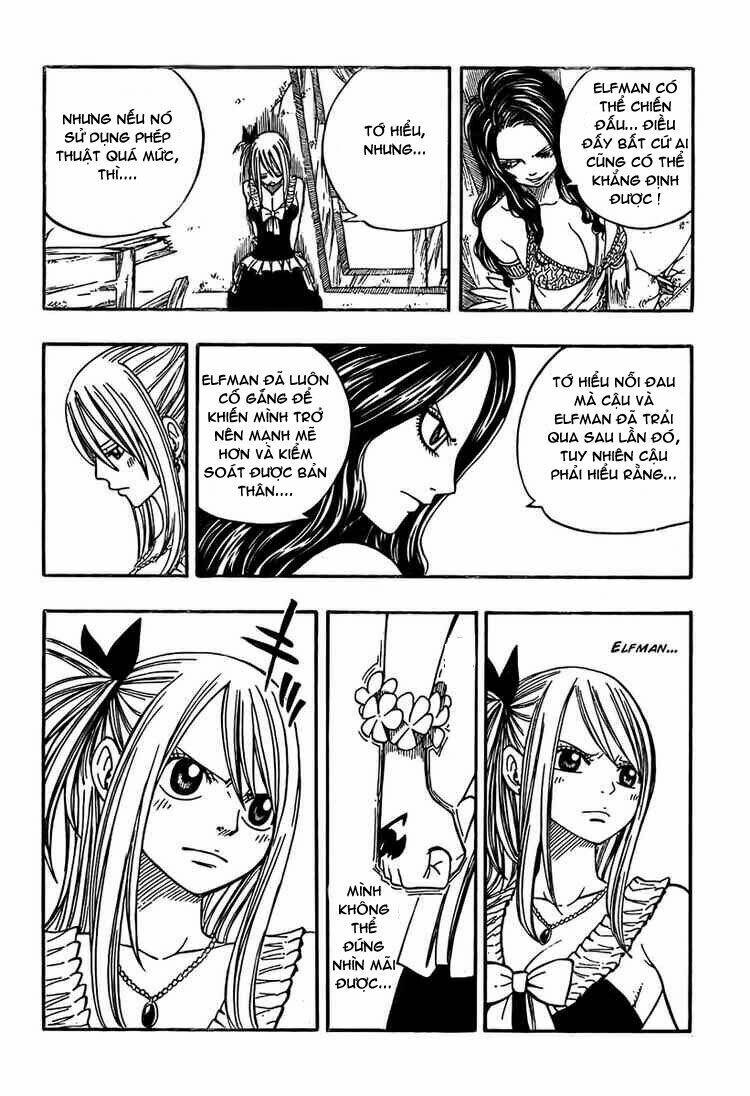 ELFMAN CÓ
THỂ CHIẾN
ĐẤU... ĐIỀU
ĐẤY BẤT CỨ AI
CŨNG CÓ THỂ
KHẲNG ĐỊNH
ĐƯỢC !
TỚ HIỂU,
NHƯNG...
NHƯNG NẾU NÓ
SỬ DỤNG PHÉP
THUẬT QUÁ MỨC,
THÌ....
TỚ HIỂU NỖI ĐAU
MÀ CẬU VÀ
ELFMAN ĐÃ TRẢI
QUA SAU LẦN ĐÓ,
TUY NHIÊN CẬU
PHẢI HIỂU RẰNG...
ELFMAN ĐÃ LUÔN
CỐ GẮNG ĐỂ
KHIẾN MÌNH TRỞ
NÊN MẠNH MẼ
HƠN VÀ KIỂM
SOÁT ĐƯỢC BẢN
THÂN....
ELFMAN...
MÌNH
KHÔNG
THỂ
ĐỨNG
NHÌN MÃI
ĐƯỢC...